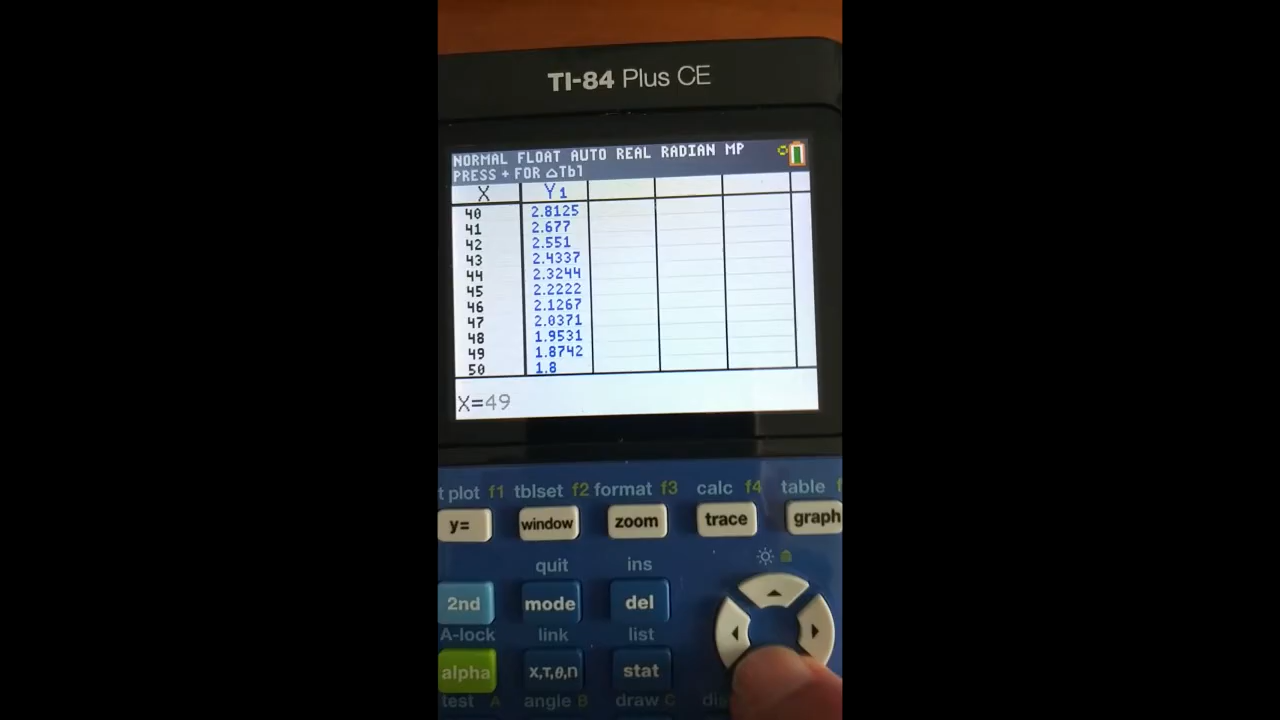 TI-84 Plus CE
NORMAL FLOAT AUTO REAL RADIAN MP
PRESS + FOR △Tbl
X Y1
40 2.8125
41 2.677
42 2.551
43 2.4337
44 2.3244
45 2.2222
46 2.1267
47 2.0371
48 1.9531
49 1.8742
50 1.8
X=49
t plot f1 tblset f2 format f3 calc f4 table f
y= window zoom trace graph
quit ins
2nd mode del
A-lock link list
alpha X,T,θ,n stat
test A angle B draw C dis